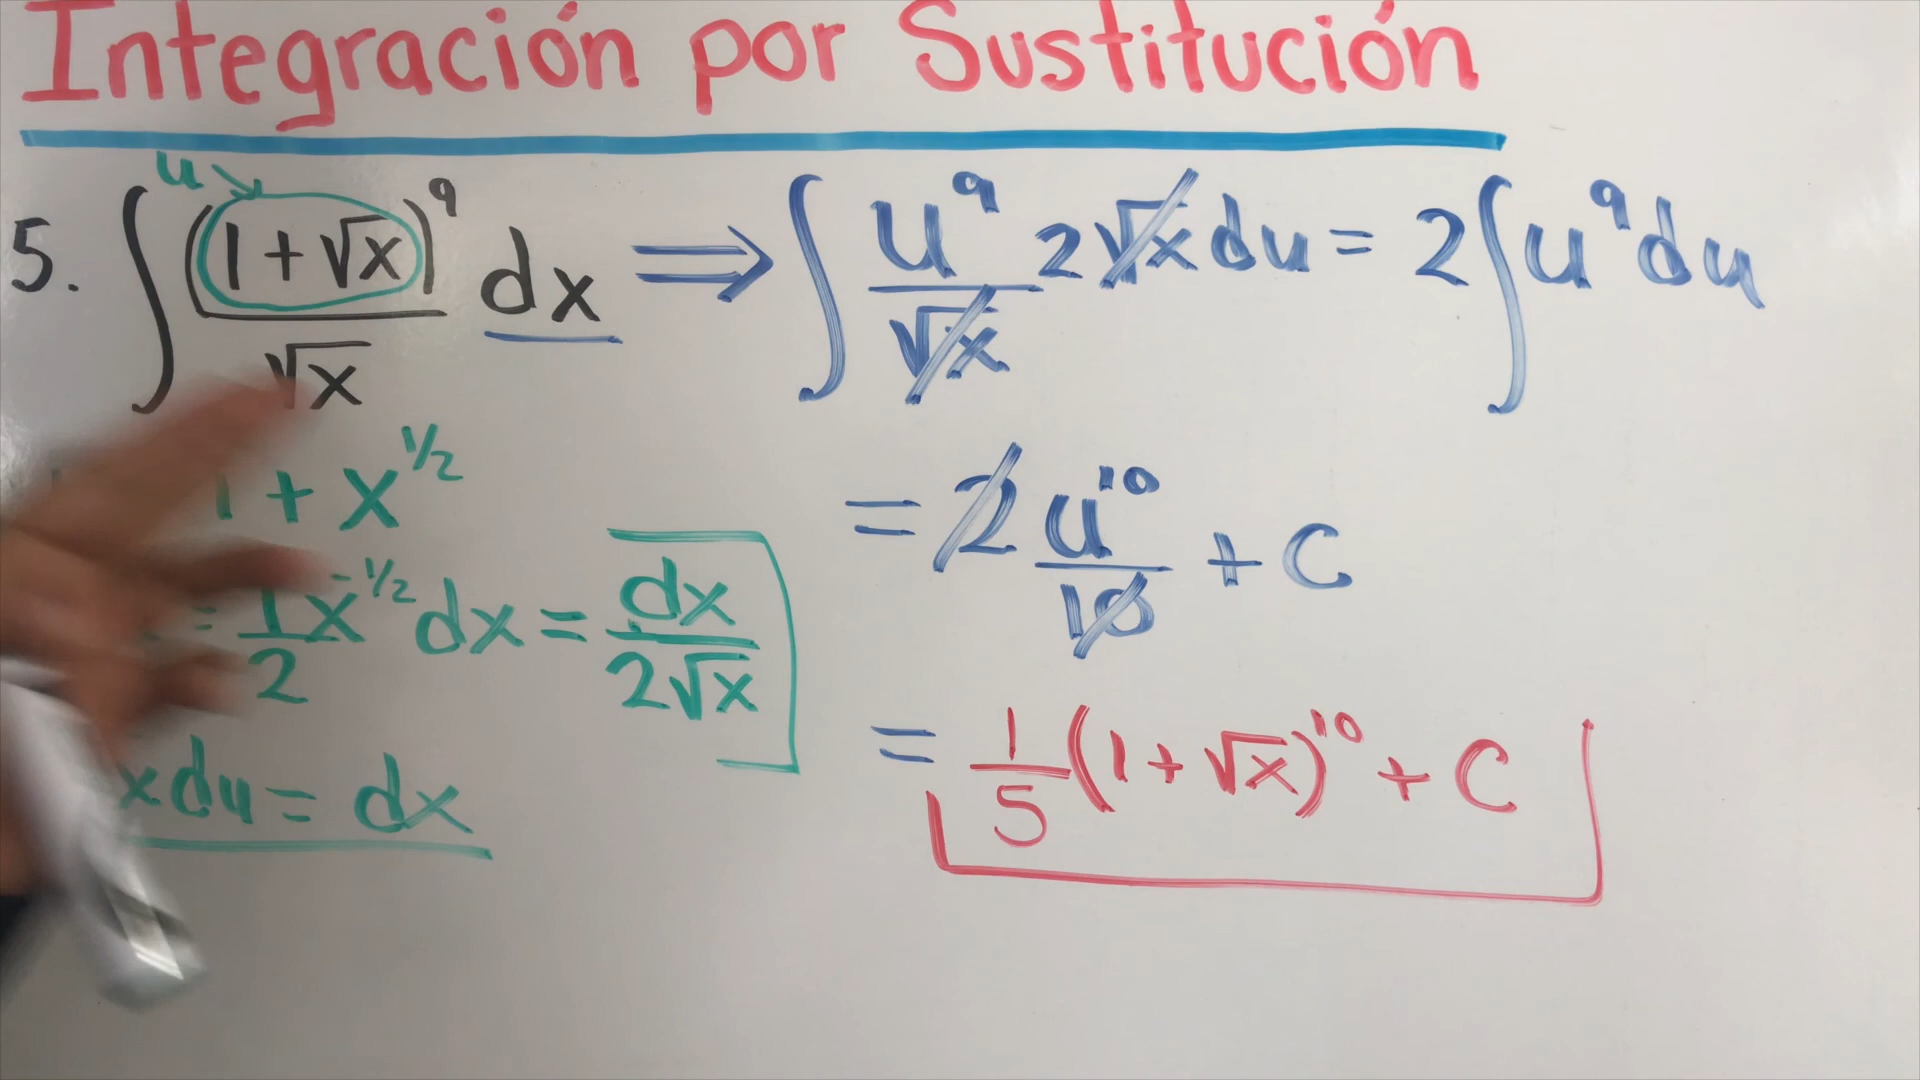 Integración por Sustitución
u
5. ∫ (1+√x)⁹/√x dx ⟹ ∫ u⁹/√x 2√x du = 2∫u⁹du
1 + x^1/2
= 1/2 x^-1/2 dx = dx/2√x
xdu = dx
= 2 u¹⁰/10 + C
= 1/5 (1+√x)¹⁰ + C